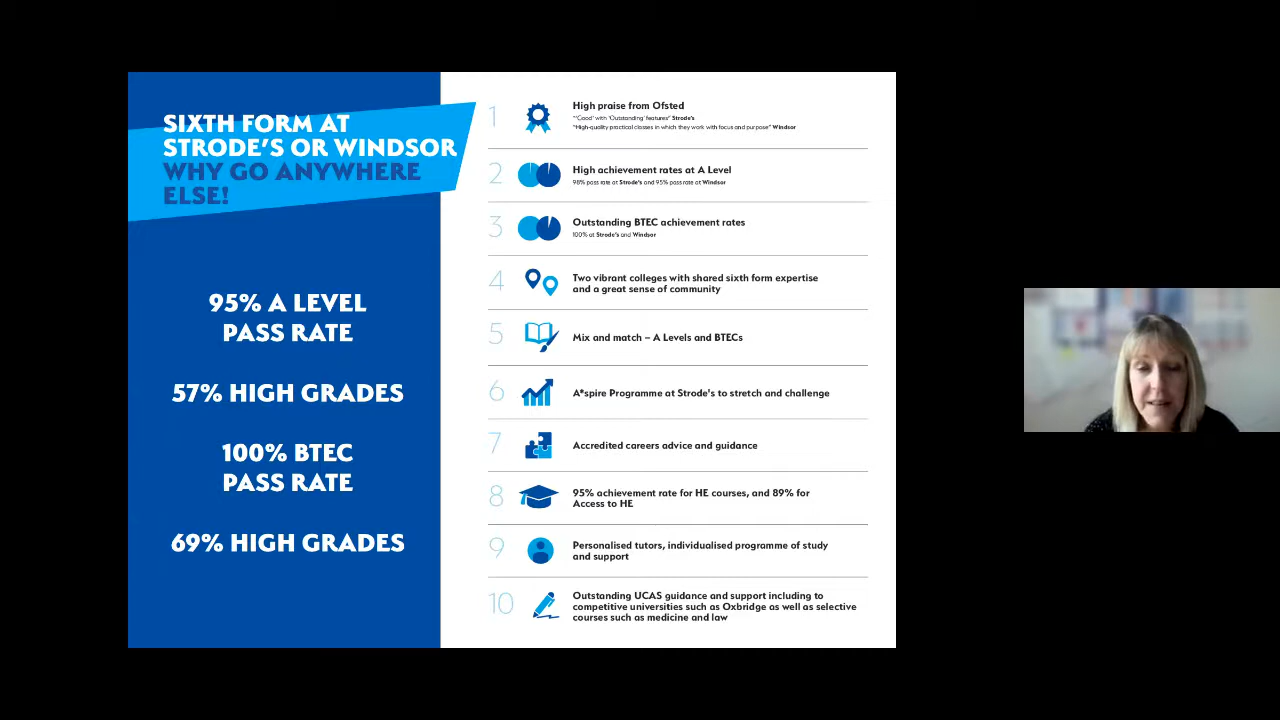 SIXTH FORM AT
STRODE'S OR WINDSOR
WHY GO ANYWHERE
ELSE!
95% A LEVEL
PASS RATE
57% HIGH GRADES
100% BTEC
PASS RATE
69% HIGH GRADES
1
High praise from Ofsted
"'Good' with 'Outstanding' features" Strode's
"High-quality practical classes in which they work with focus and purpose" Windsor
2
High achievement rates at A Level
98% pass rate at Strode's and 95% pass rate at Windsor
3
Outstanding BTEC achievement rates
100% at Strode's and Windsor
4
Two vibrant colleges with shared sixth form expertise
and a great sense of community
5
Mix and match – A Levels and BTECs
6
A*spire Programme at Strode's to stretch and challenge
7
Accredited careers advice and guidance
8
95% achievement rate for HE courses, and 89% for
Access to HE
9
Personalised tutors, individualised programme of study
and support
10
Outstanding UCAS guidance and support including to
competitive universities such as Oxbridge as well as selective
courses such as medicine and law